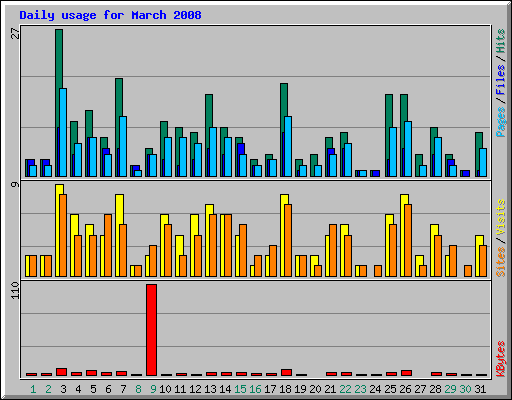 Daily usage for March 2008
27
Pages / Files / Hits
9
Sites / Visits
110
KBytes
1 2 3 4 5 6 7 8 9 10 11 12 13 14 15 16 17 18 19 20 21 22 23 24 25 26 27 28 29 30 31